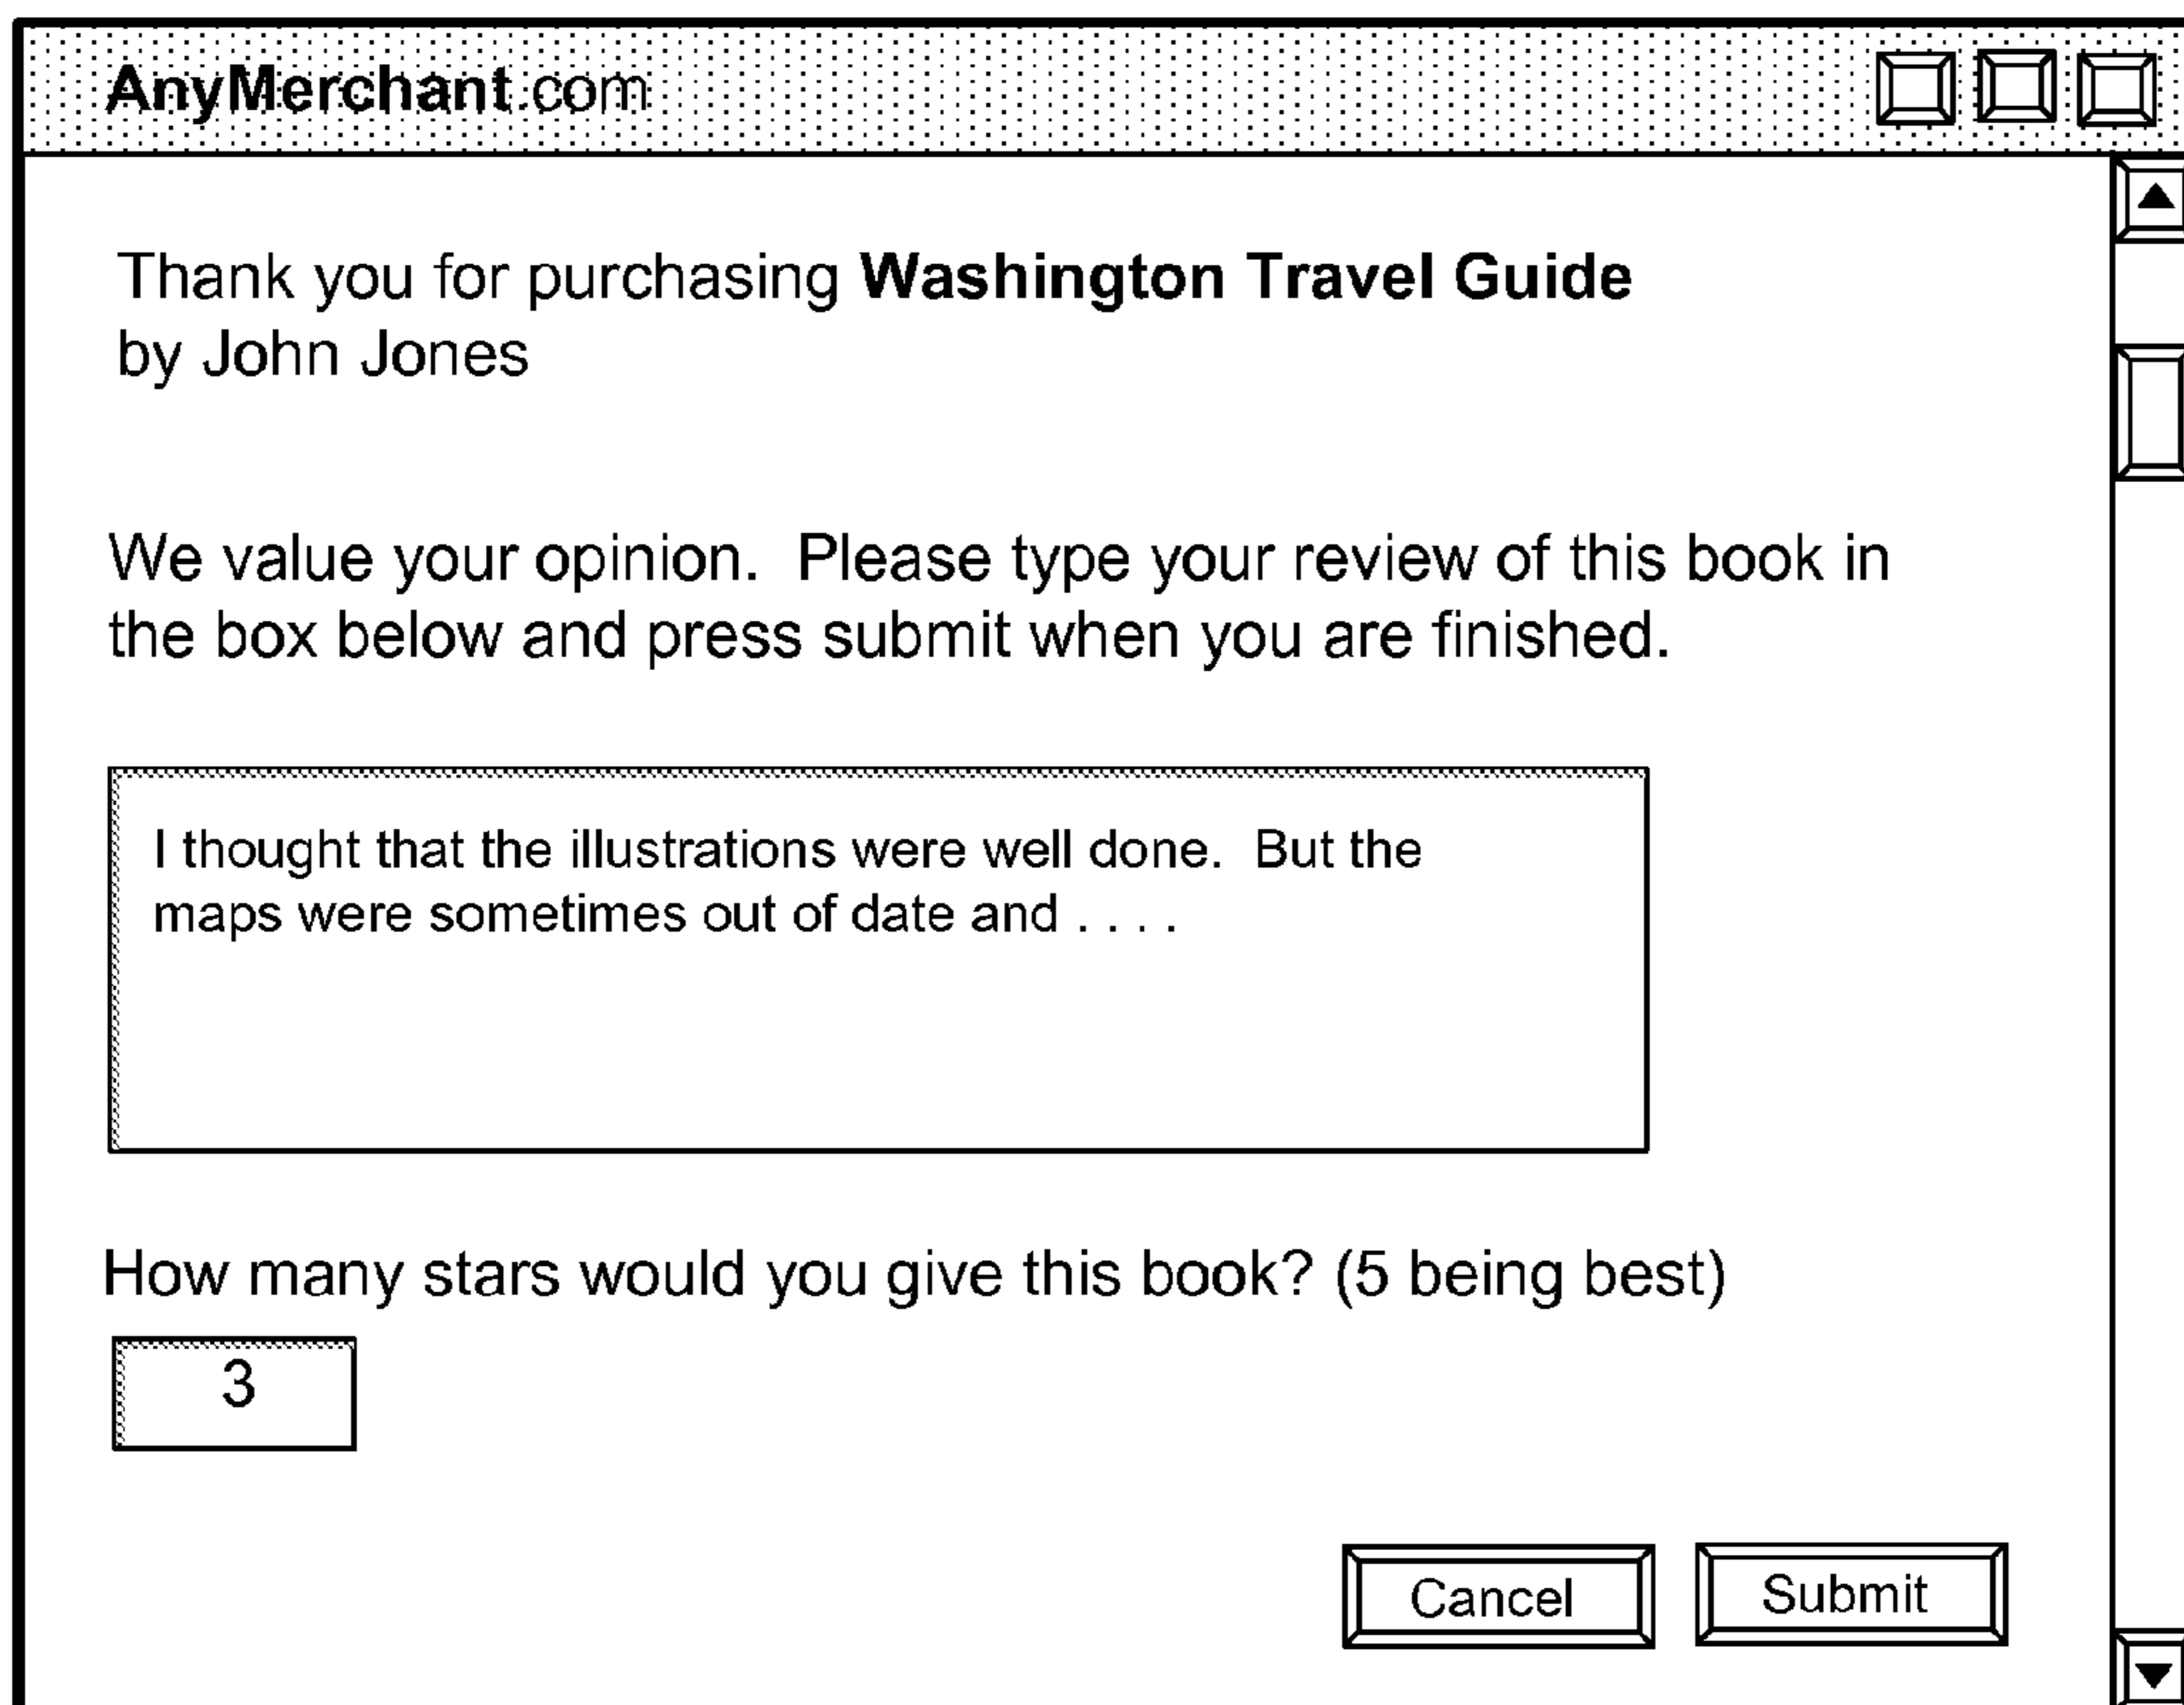 AnyMerchant.com
Thank you for purchasing Washington Travel Guide
by John Jones
We value your opinion.  Please type your review of this book in
the box below and press submit when you are finished.
I thought that the illustrations were well done.  But the
maps were sometimes out of date and . . . .
How many stars would you give this book? (5 being best)
3
Cancel
Submit